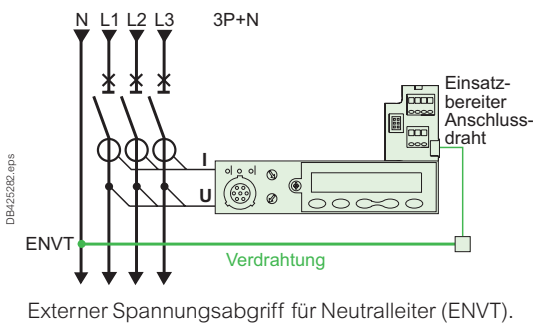 N L1 L2 L3 3P+N
Einsatz-
bereiter
Anschluss-
draht
I
U
DB425282.eps
ENVT
Verdrahtung
Externer Spannungsabgriff für Neutralleiter (ENVT).